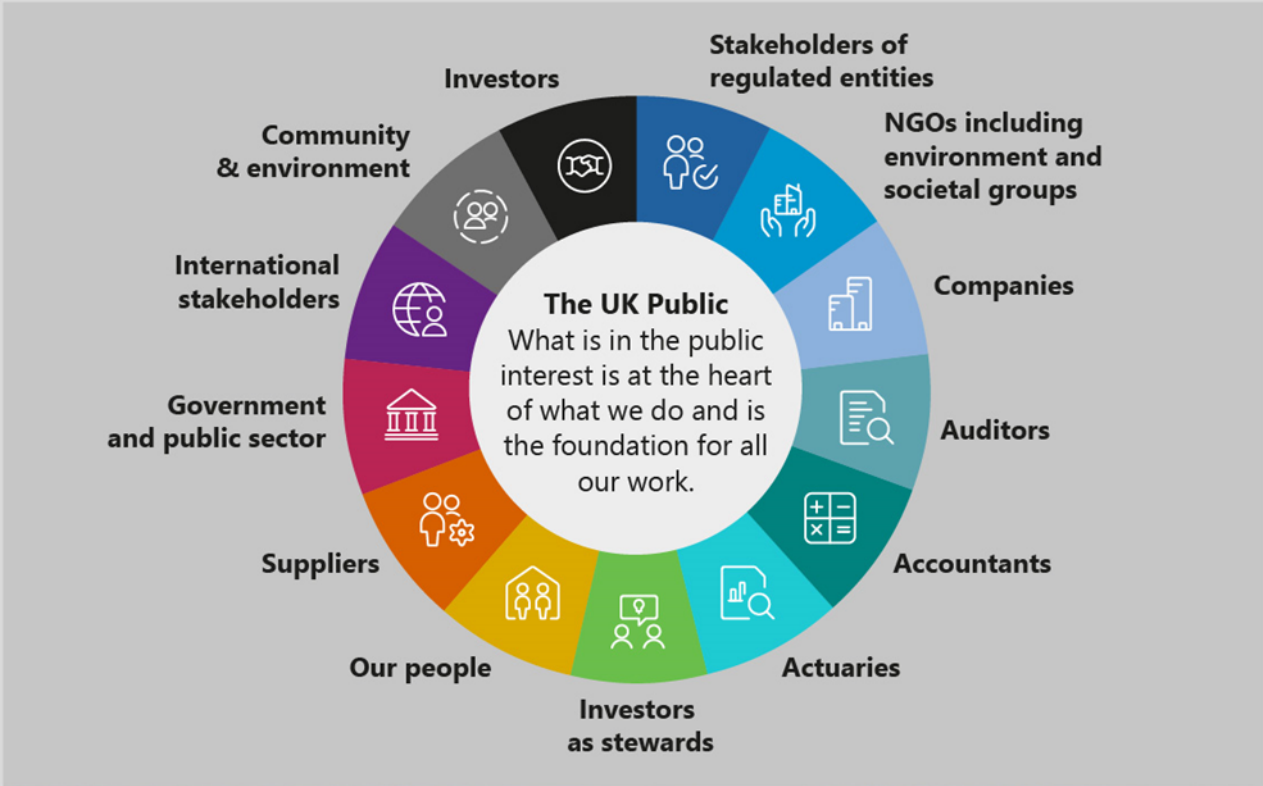 Stakeholders of
regulated entities
NGOs including
environment and
societal groups
Companies
Auditors
Accountants
Actuaries
Investors
as stewards
Our people
Suppliers
Government
and public sector
International
stakeholders
Community
& environment
Investors
The UK Public
What is in the public
interest is at the heart
of what we do and is
the foundation for all
our work.